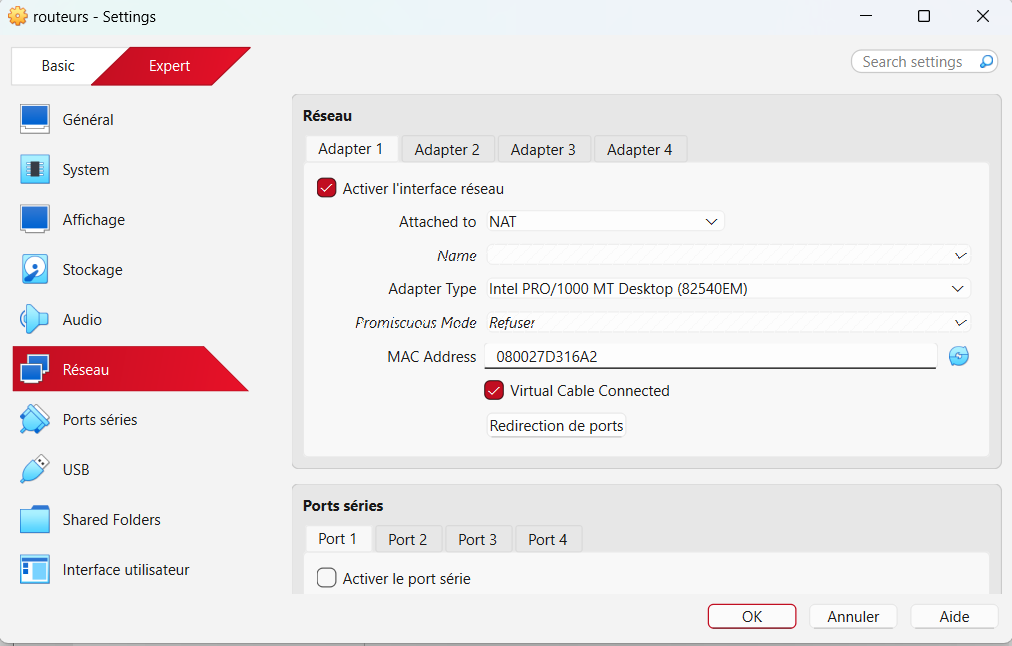 routeurs - Settings
Basic
Expert
Search settings
Général
System
Affichage
Stockage
Audio
Réseau
Ports séries
USB
Shared Folders
Interface utilisateur
Réseau
Adapter 1
Adapter 2
Adapter 3
Adapter 4
Activer l'interface réseau
Attached to NAT
Name
Adapter Type Intel PRO/1000 MT Desktop (82540EM)
Promiscuous Mode Refuser
MAC Address 080027D316A2
Virtual Cable Connected
Redirection de ports
Ports séries
Port 1
Port 2
Port 3
Port 4
Activer le port série
OK
Annuler
Aide